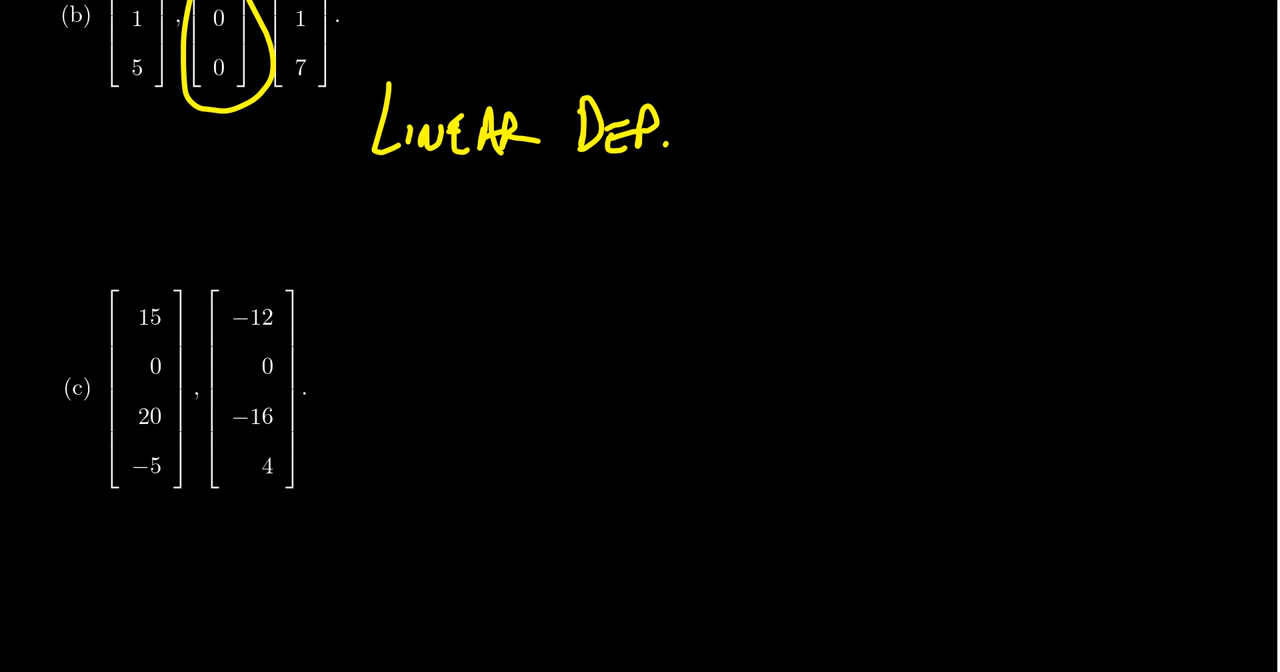 (b) [ 1 ] , [ 0 ] [ 1 ] .
5 0 7
LINEAR DEP.
15 −12
0 0
(c) , .
20 −16
−5 4